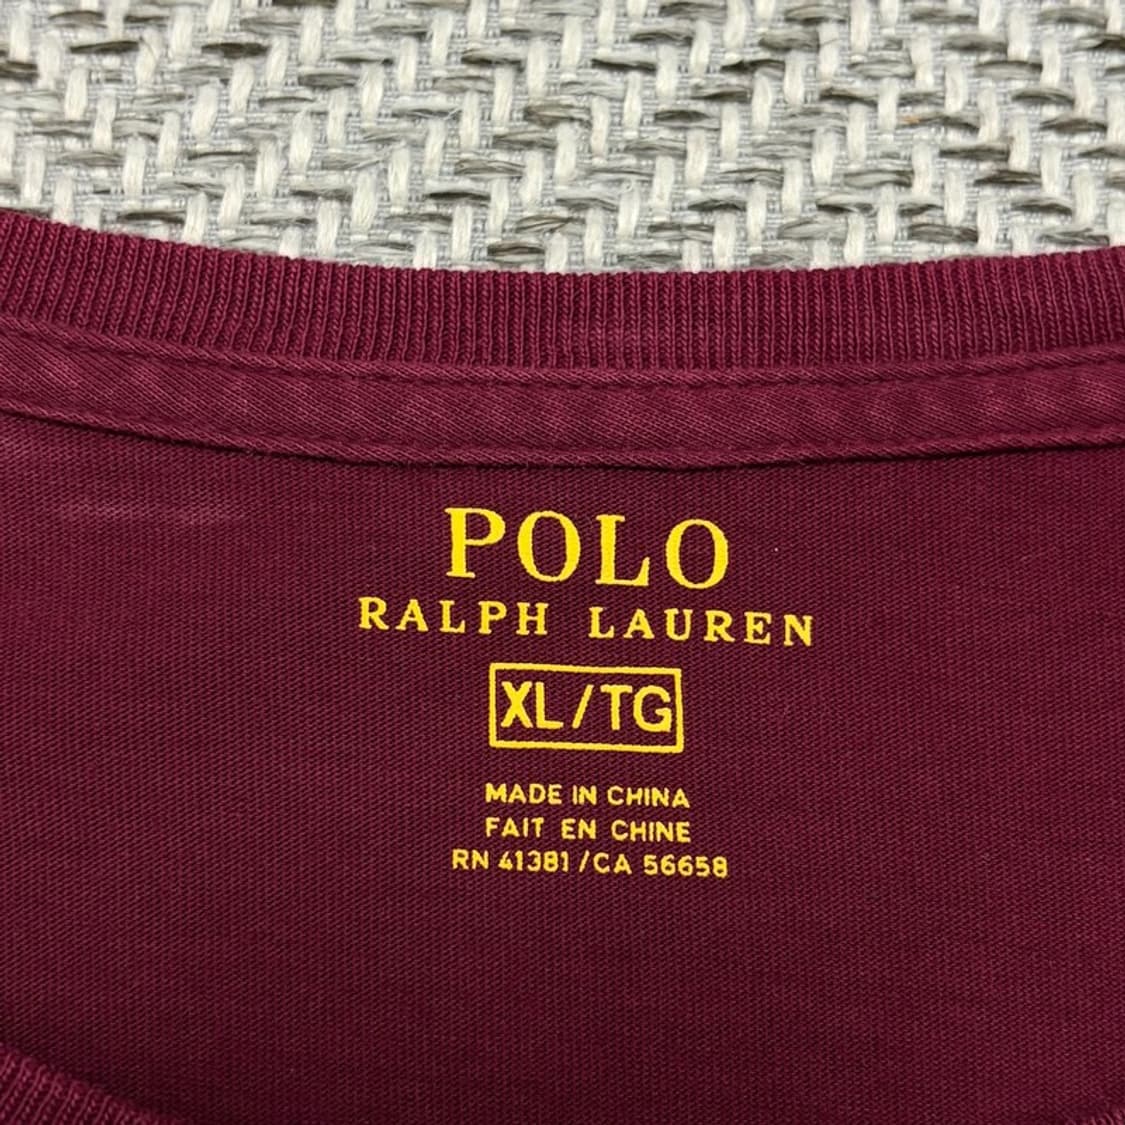 POLO
RALPH LAUREN
XL/TG
MADE IN CHINA
FAIT EN CHINE
RN 41381/CA 56658